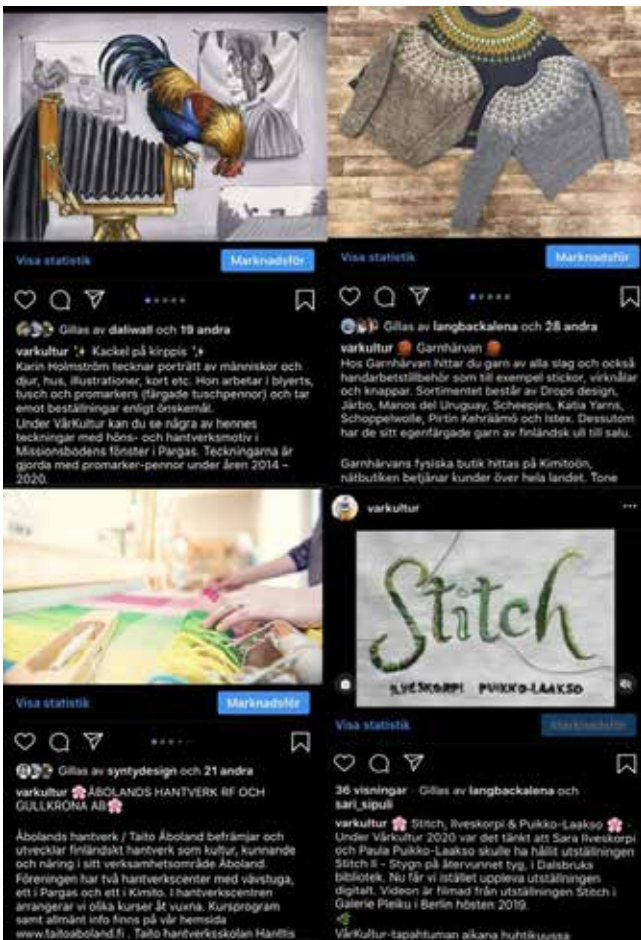 Visa statistik
Marknadsför
Gillas av daliwall och 19 andra
varkultur ✨ Kackel på kirppis ✨
Karin Holmström tecknar porträtt av människor och
djur, hus, illustrationer, kort etc. Hon arbetar i blyerts,
tusch och promarkers (färgade tuschpennor) och tar
emot beställningar enligt önskemål.
Under VårKultur kan du se några av hennes
teckningar med höns- och hantverksmotiv i
Missionsbodens fönster i Pargas. Teckningarna är
gjorda med promarker-pennor under åren 2014 –
2020.
Visa statistik
Marknadsför
Gillas av langbackalena och 28 andra
varkultur 🧶 Garnhärvan 🧶
Hos Garnhärvan hittar du garn av alla slag och också
handarbetstillbehör som till exempel stickor, virknålar
och knappar. Sortimentet består av Drops design,
Järbo, Manos del Uruguay, Scheepjes, Katia Yarns,
Schoppelwolle, Pirtin Kehräämö och Istex. Dessutom
har de sitt egenfärgade garn av finländsk ull till salu.
Garnhärvans fysiska butik hittas på Kimitoön,
nätbutiken betjänar kunder över hela landet. Tone
Visa statistik
Marknadsför
Gillas av syntydesign och 21 andra
varkultur 🌸ÅBOLANDS HANTVERK RF OCH
GULLKRONA AB🌸
Åbolands hantverk / Taito Åboland befrämjar och
utvecklar finländskt hantverk som kultur, kunnande
och näring i sitt verksamhetsområde Åboland.
Föreningen har två hantverkscenter med vävstuga,
ett i Pargas och ett i Kimito. I hantverkscentren
arrangerar vi olika kurser åt vuxna. Kursprogram
samt allmänt info finns på vår hemsida
www.taitoaboland.fi . Taito hantverksskolan Hanttis
varkultur
Stitch
ILVESKORPI PUIKKO-LAAKSO
Visa statistik
Marknadsför
36 visningar · Gillas av langbackalena och
sari_sipuli
varkultur 🌸 Stitch, Ilveskorpi & Puikko-Laakso 🌸 -
Under Vårkultur 2020 var det tänkt att Sara Ilveskorpi
och Paula Puikko-Laakso skulle ha hållit utställningen
Stitch II - Stygn på återvunnet tyg, i Dalsbruks
bibliotek. Nu får vi istället uppleva utställningen
digitalt. Videon är filmad från utställningen Stitch i
Galerie Pleiku i Berlin hösten 2019.
🌿
VårKultur-tapahtuman aikana huhtikuussa